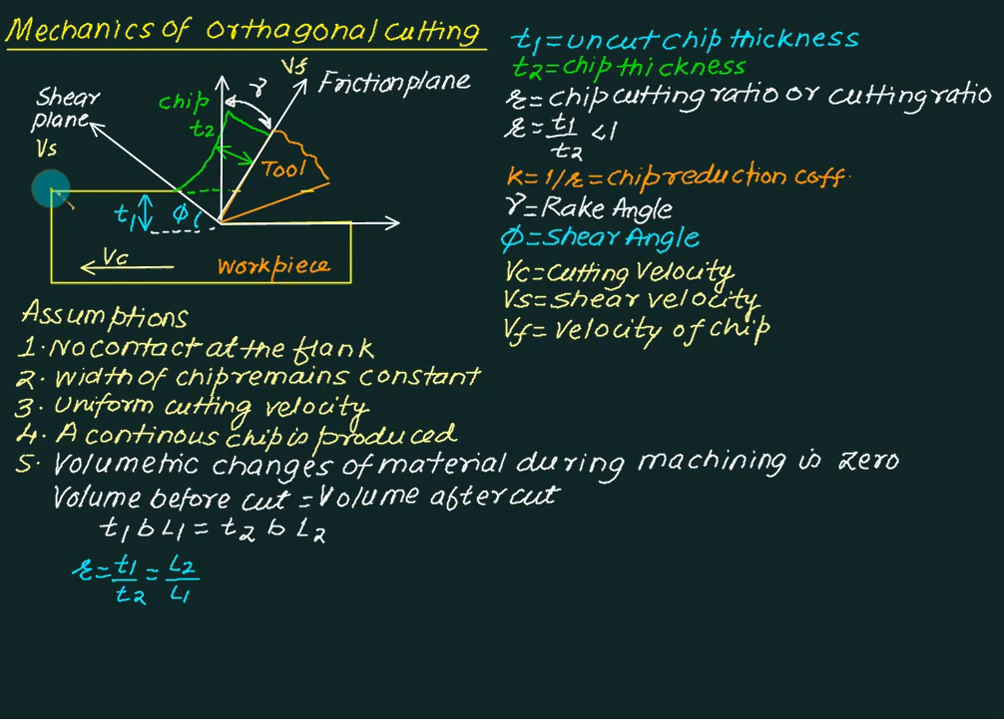 Mechanics of Orthagonal Cutting
Shear
plane
Vs
chip
t2
γ
Vf
Friction plane
Tool
t1
φ
Vc
Workpiece
t1 = uncut chip thickness
t2 = chip thickness
r = chip cutting ratio or cutting ratio
r = t1/t2 < 1
K = 1/r = chip reduction coff.
γ = Rake Angle
φ = Shear Angle
Vc = Cutting Velocity
Vs = Shear velocity
Vf = Velocity of chip
Assumptions
1. No contact at the flank
2. Width of chip remains constant
3. Uniform cutting velocity
4. A continous chip is produced
5. Volumetric changes of material during machining is zero
Volume before cut = Volume after cut
t1 b L1 = t2 b L2
r = t1/t2 = L2/L1